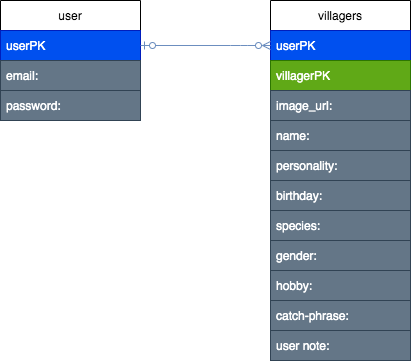 user
userPK
email:
password:
villagers
userPK
villagerPK
image_url:
name:
personality:
birthday:
species:
gender:
hobby:
catch-phrase:
user note: